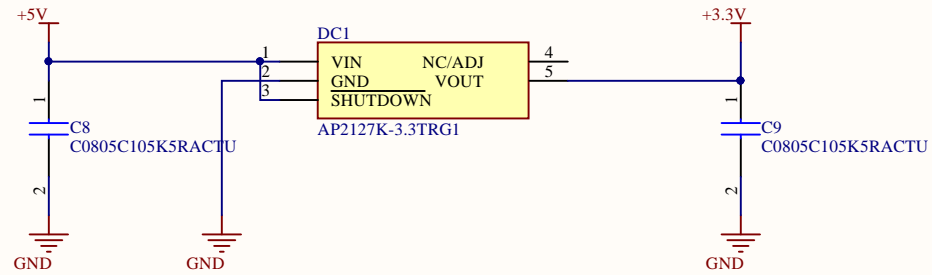 +5V
+3.3V
DC1
1
VIN
NC/ADJ
4
2
GND
VOUT
5
3
SHUTDOWN
AP2127K-3.3TRG1
1
C8
C0805C105K5RACTU
2
1
C9
C0805C105K5RACTU
2
GND
GND
GND